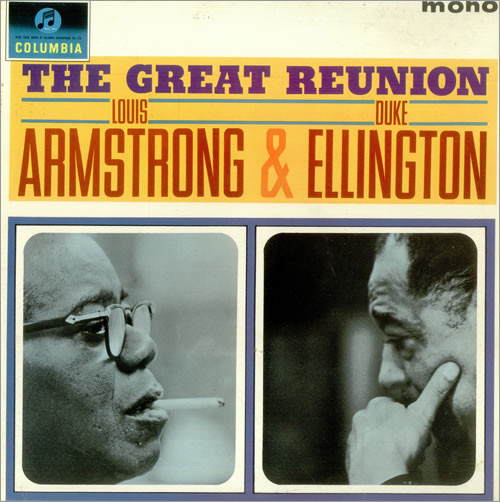 mono
COLUMBIA
THE GREAT REUNION
LOUIS DUKE
ARMSTRONG & ELLINGTON